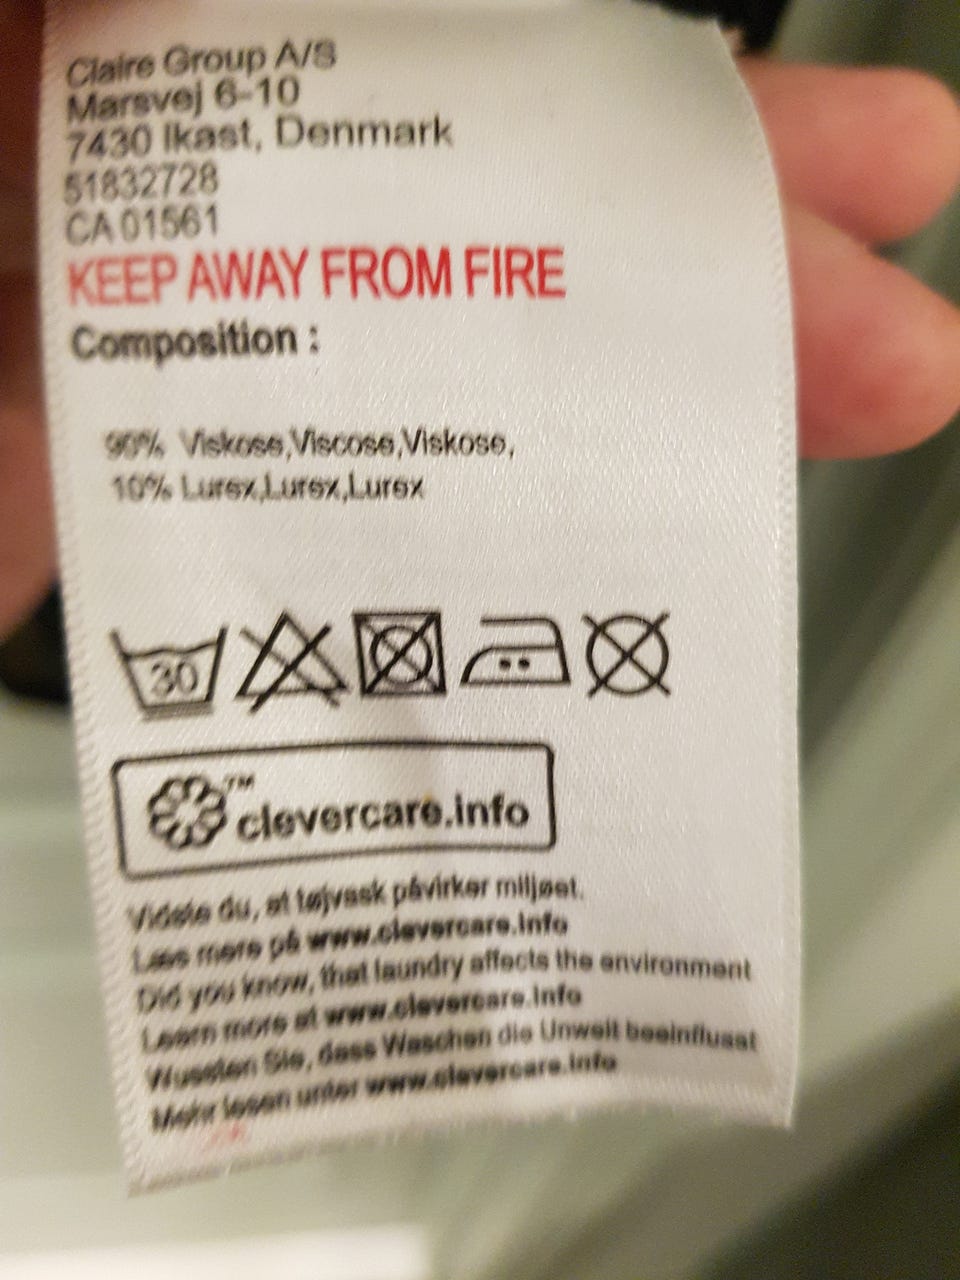 Claire Group A/S
Marsvej 6-10
7430 Ikast, Denmark
51832728
CA 01561
KEEP AWAY FROM FIRE
Composition :
90% Viskose,Viscose,Viskose,
10% Lurex,Lurex,Lurex
30
™
clevercare.info
Vidste du, at tøjvask påvirker miljøet.
Læs mere på www.clevercare.info
Did you know, that laundry affects the environment
Learn more at www.clevercare.info
Wussten Sie, dass Waschen die Umwelt beeinflusst
Mehr lesen unter www.clevercare.info